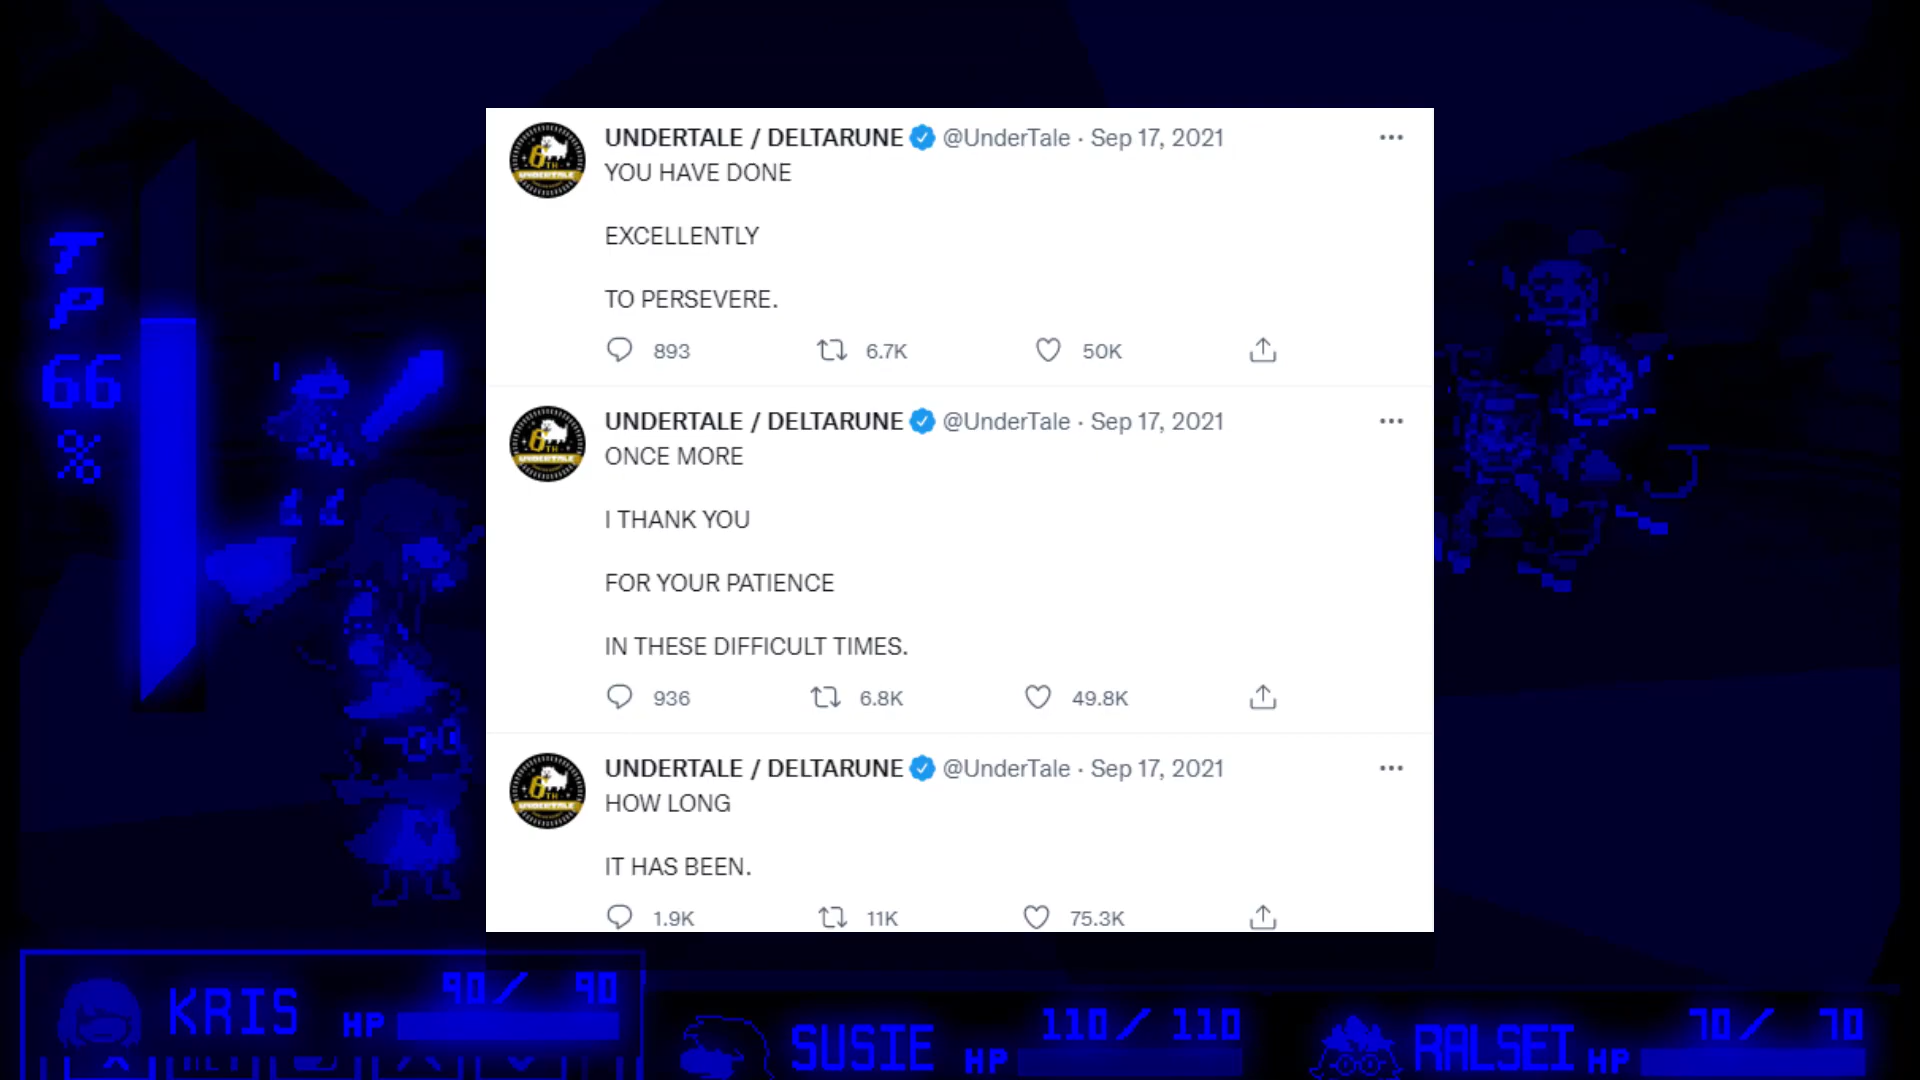 UNDERTALE / DELTARUNE @UnderTale · Sep 17, 2021
YOU HAVE DONE
EXCELLENTLY
TO PERSEVERE.
893 6.7K 50K
UNDERTALE / DELTARUNE @UnderTale · Sep 17, 2021
ONCE MORE
I THANK YOU
FOR YOUR PATIENCE
IN THESE DIFFICULT TIMES.
936 6.8K 49.8K
UNDERTALE / DELTARUNE @UnderTale · Sep 17, 2021
HOW LONG
IT HAS BEEN.
1.9K 11K 75.3K
T
P
66
%
KRIS HP 90/ 90
SUSIE HP 110/ 110
RALSEI HP 70/ 70